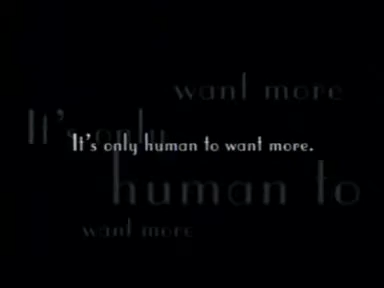 want more
It's only
It's only human to want more.
human to
want more